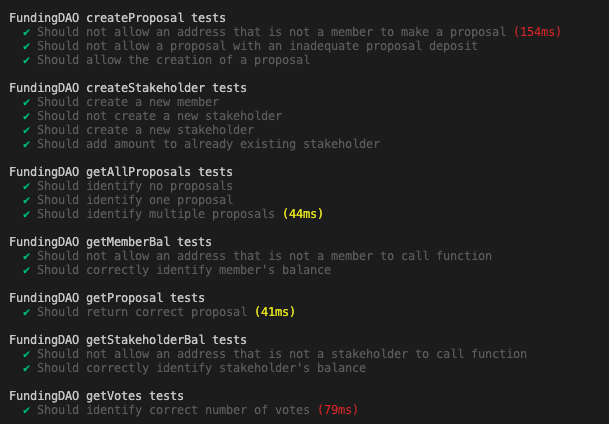 FundingDAO createProposal tests
✔ Should not allow an address that is not a member to make a proposal (154ms)
✔ Should not allow a proposal with an inadequate proposal deposit
✔ Should allow the creation of a proposal
FundingDAO createStakeholder tests
✔ Should create a new member
✔ Should not create a new stakeholder
✔ Should create a new stakeholder
✔ Should add amount to already existing stakeholder
FundingDAO getAllProposals tests
✔ Should identify no proposals
✔ Should identify one proposal
✔ Should identify multiple proposals (44ms)
FundingDAO getMemberBal tests
✔ Should not allow an address that is not a member to call function
✔ Should correctly identify member's balance
FundingDAO getProposal tests
✔ Should return correct proposal (41ms)
FundingDAO getStakeholderBal tests
✔ Should not allow an address that is not a stakeholder to call function
✔ Should correctly identify stakeholder's balance
FundingDAO getVotes tests
✔ Should identify correct number of votes (79ms)